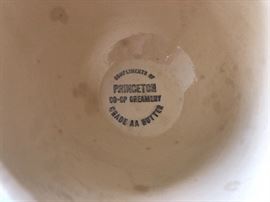 COMPLIMENTS OF
PRINCETON
CO-OP CREAMERY
GRADE AA BUTTER